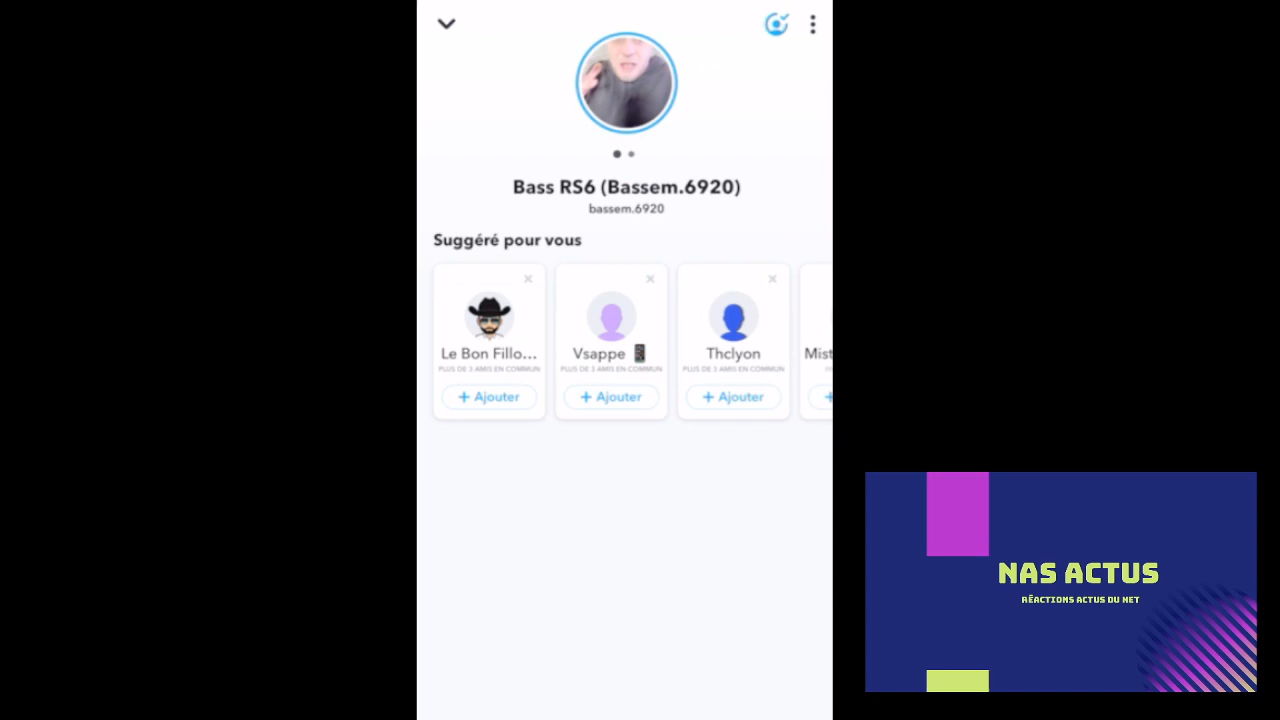 Bass RS6 (Bassem.6920)
bassem.6920
Suggéré pour vous
Le Bon Fillo...
PLUS DE 3 AMIS EN COMMUN
+ Ajouter
Vsappe 📱
PLUS DE 3 AMIS EN COMMUN
+ Ajouter
Thclyon
PLUS DE 3 AMIS EN COMMUN
+ Ajouter
Mist
NAS ACTUS
RÉACTIONS ACTUS DU NET